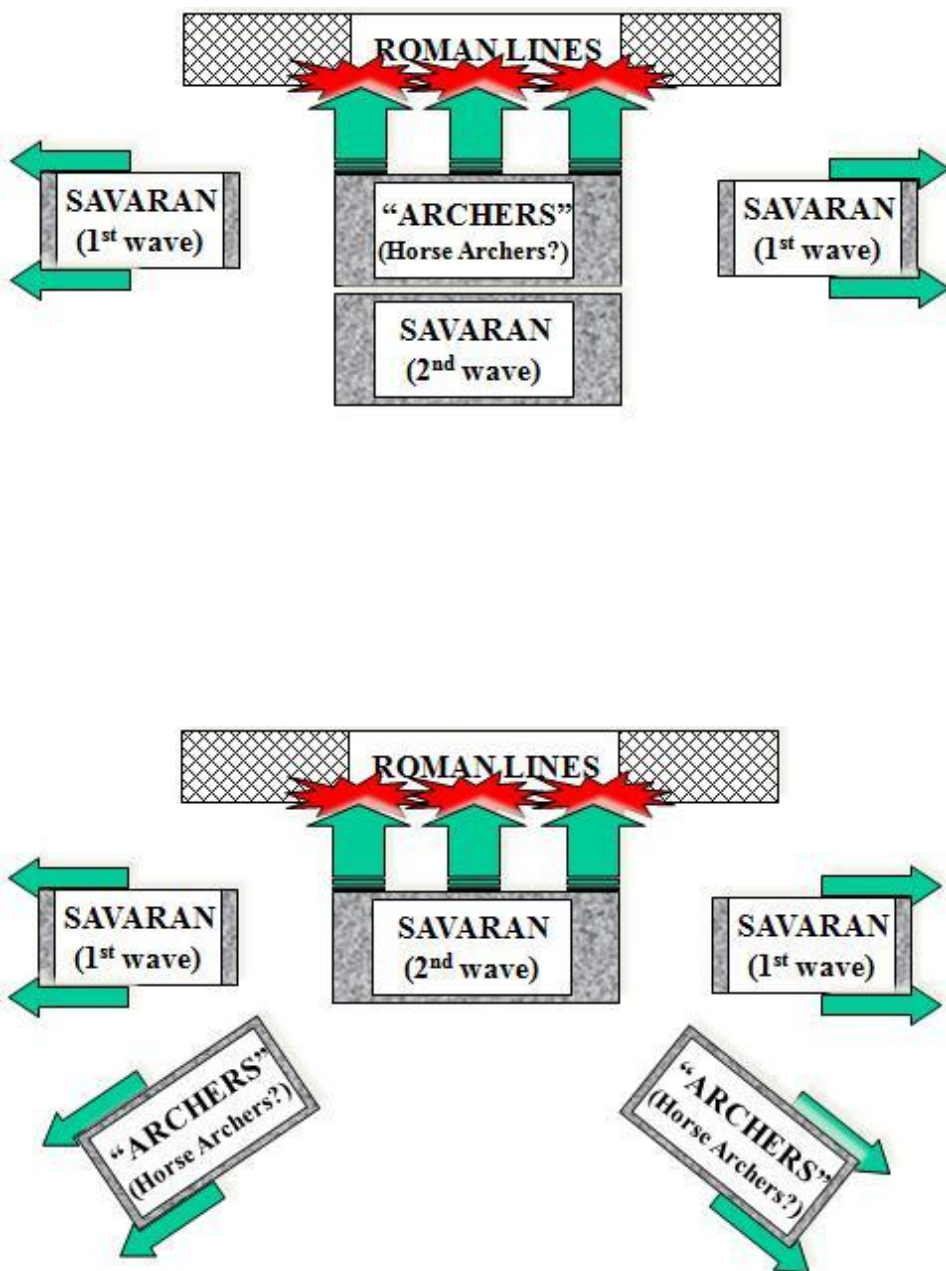 ROMAN LINES
SAVARAN
(1st wave)
“ARCHERS”
(Horse Archers?)
SAVARAN
(1st wave)
SAVARAN
(2nd wave)
ROMAN LINES
SAVARAN
(1st wave)
SAVARAN
(2nd wave)
SAVARAN
(1st wave)
“ARCHERS”
(Horse Archers?)
“ARCHERS”
(Horse Archers?)